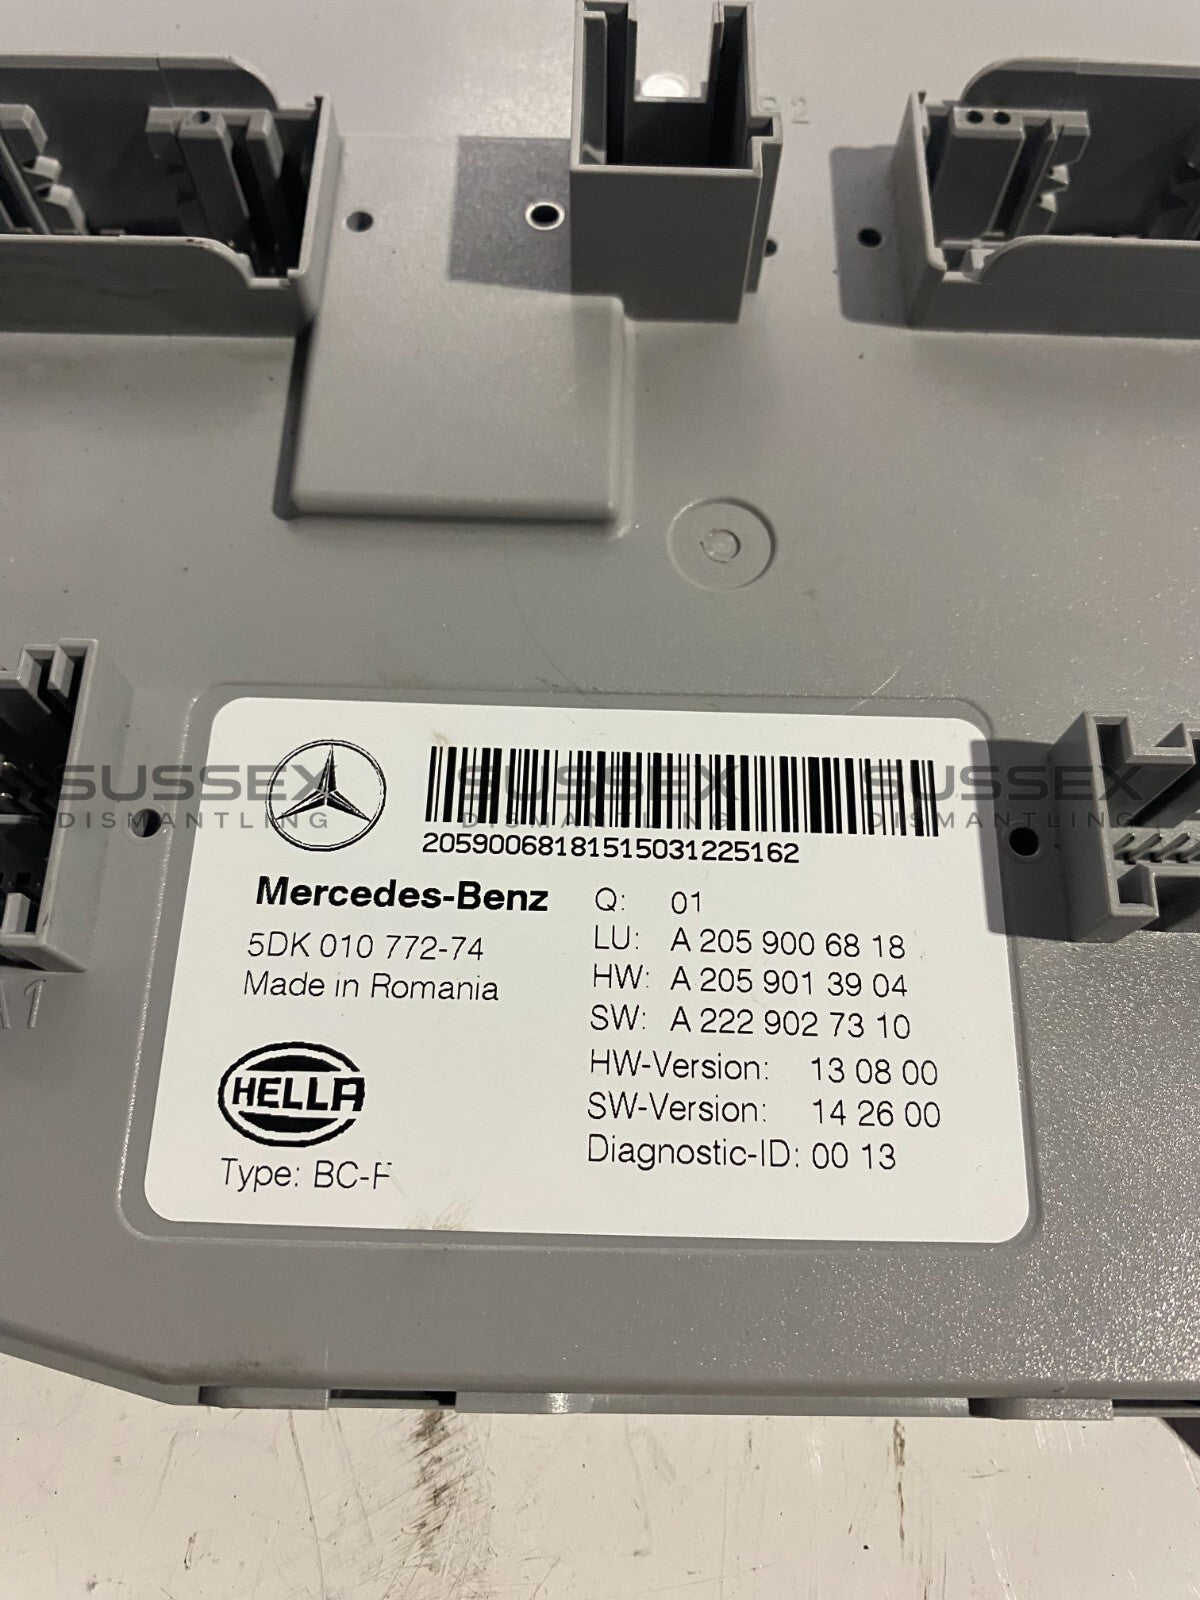 B2
SUSSEX SUSSEX SUSSEX
DISMANTLING DISMANTLING DISMANTLING
2059006818151503122516​2
Mercedes-Benz
Q: 01
5DK 010 772-74
LU: A 205 900 68 18
Made in Romania
HW: A 205 901 39 04
SW: A 222 902 73 10
A1
HELLA
HW-Version: 13 08 00
SW-Version: 14 26 00
Type: BC-F
Diagnostic-ID: 00 13